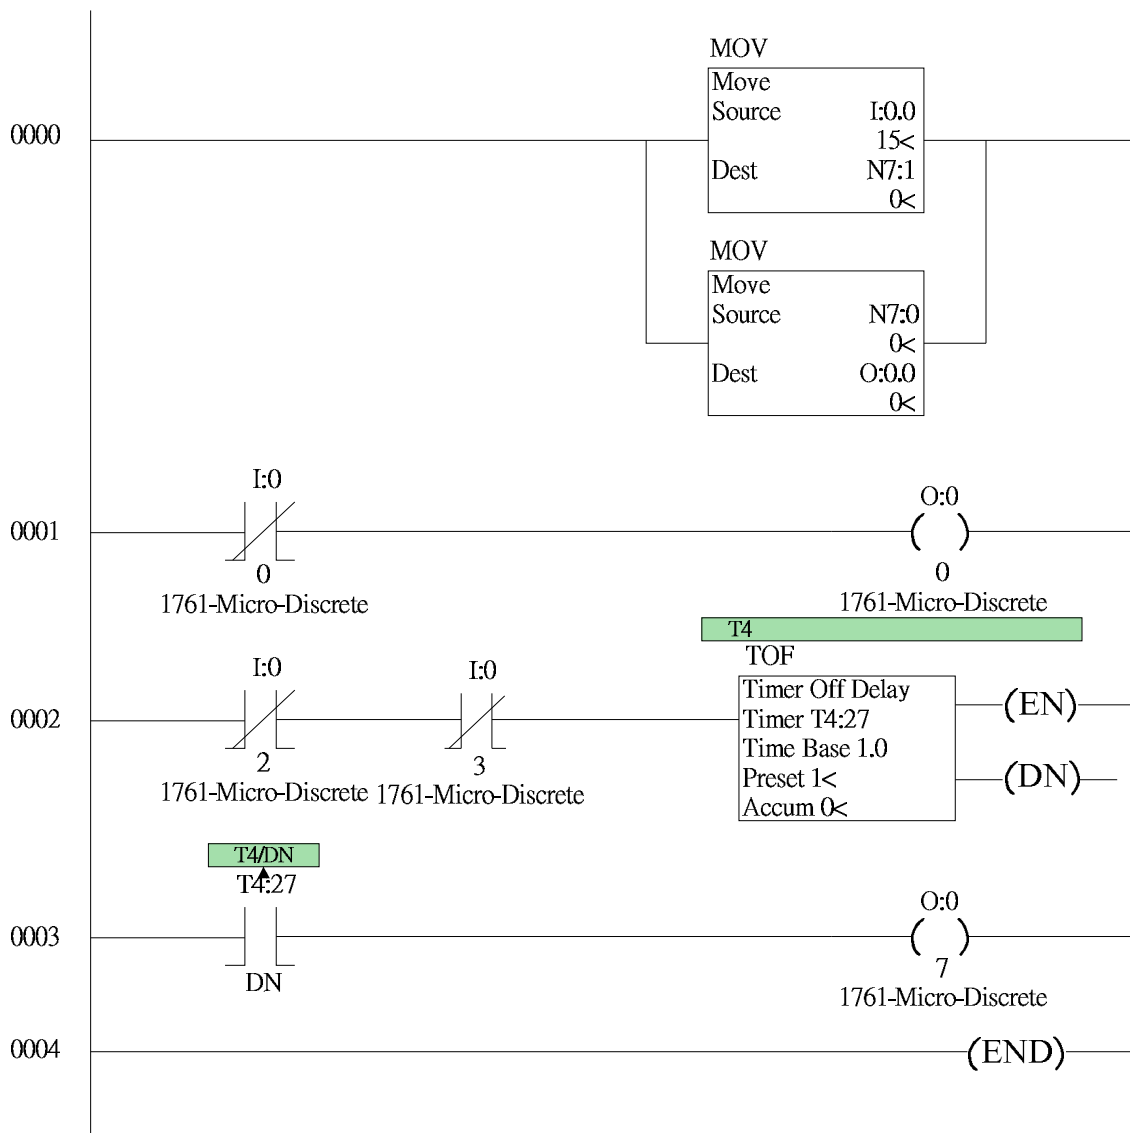 MOV
Move
Source I:0.0
15<
Dest N7:1
0<
0000
MOV
Move
Source N7:0
0<
Dest O:0.0
0<
I:0 O:0
0001
0 0
1761-Micro-Discrete 1761-Micro-Discrete
T4
TOF
I:0 I:0
Timer Off Delay
Timer T4:27
Time Base 1.0
Preset 1<
Accum 0<
(EN)
(DN)
0002
2 3
1761-Micro-Discrete 1761-Micro-Discrete
T4/DN
T4:27 O:0
0003
DN 7
1761-Micro-Discrete
0004 (END)